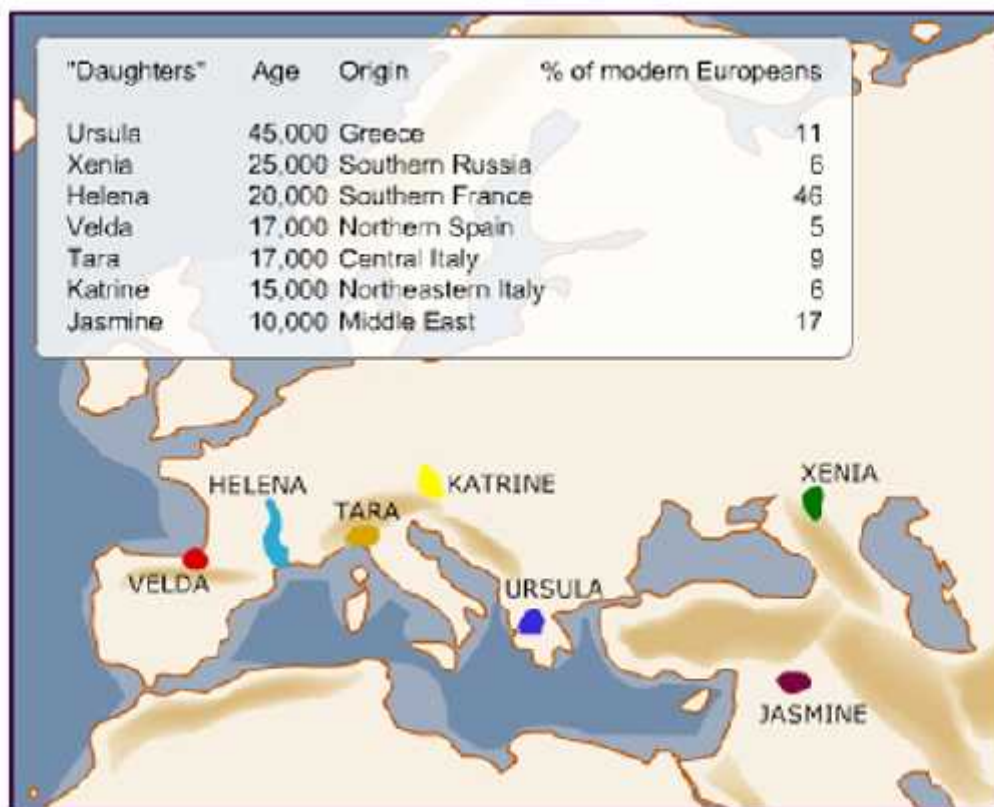 "Daughters" Age Origin % of modern Europeans
Ursula 45,000 Greece 11
Xenia 25,000 Southern Russia 6
Helena 20,000 Southern France 46
Velda 17,000 Northern Spain 5
Tara 17,000 Central Italy 9
Katrine 15,000 Northeastern Italy 6
Jasmine 10,000 Middle East 17
XENIA
HELENA
KATRINE
TARA
VELDA
URSULA
JASMINE